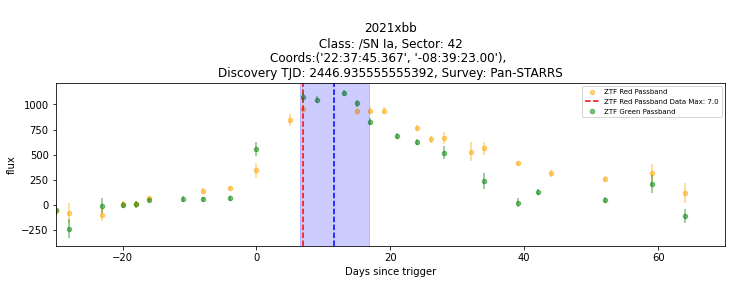 2021xbb
Class: /SN Ia, Sector: 42
Coords:('22:37:45.367', '-08:39:23.00'),
Discovery TJD: 2446.935555555392, Survey: Pan-STARRS
ZTF Red Passband
ZTF Red Passband Data Max: 7.0
ZTF Green Passband
flux
1000
750
500
250
0
−250
−20
0
20
40
60
Days since trigger